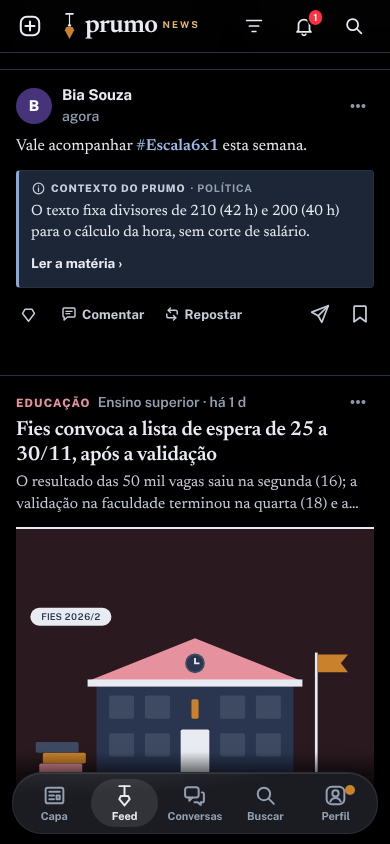 prumo NEWS
1
B
Bia Souza
agora
Vale acompanhar #Escala6x1 esta semana.
CONTEXTO DO PRUMO · POLÍTICA
O texto fixa divisores de 210 (42 h) e 200 (40 h)
para o cálculo da hora, sem corte de salário.
Ler a matéria ›
Comentar
Repostar
EDUCAÇÃO Ensino superior · há 1 d
Fies convoca a lista de espera de 25 a
30/11, após a validação
O resultado das 50 mil vagas saiu na segunda (16); a
validação na faculdade terminou na quarta (18) e a...
FIES 2026/2
Capa
Feed
Conversas
Buscar
Perfil